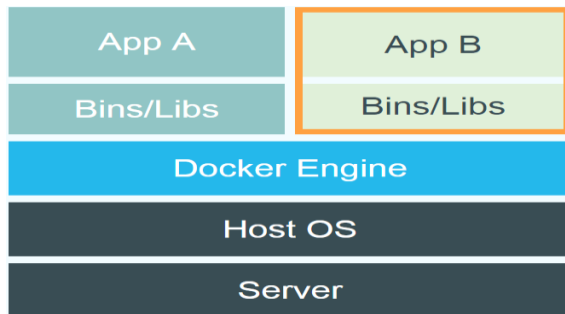 App A
App B
Bins/Libs
Bins/Libs
Docker Engine
Host OS
Server